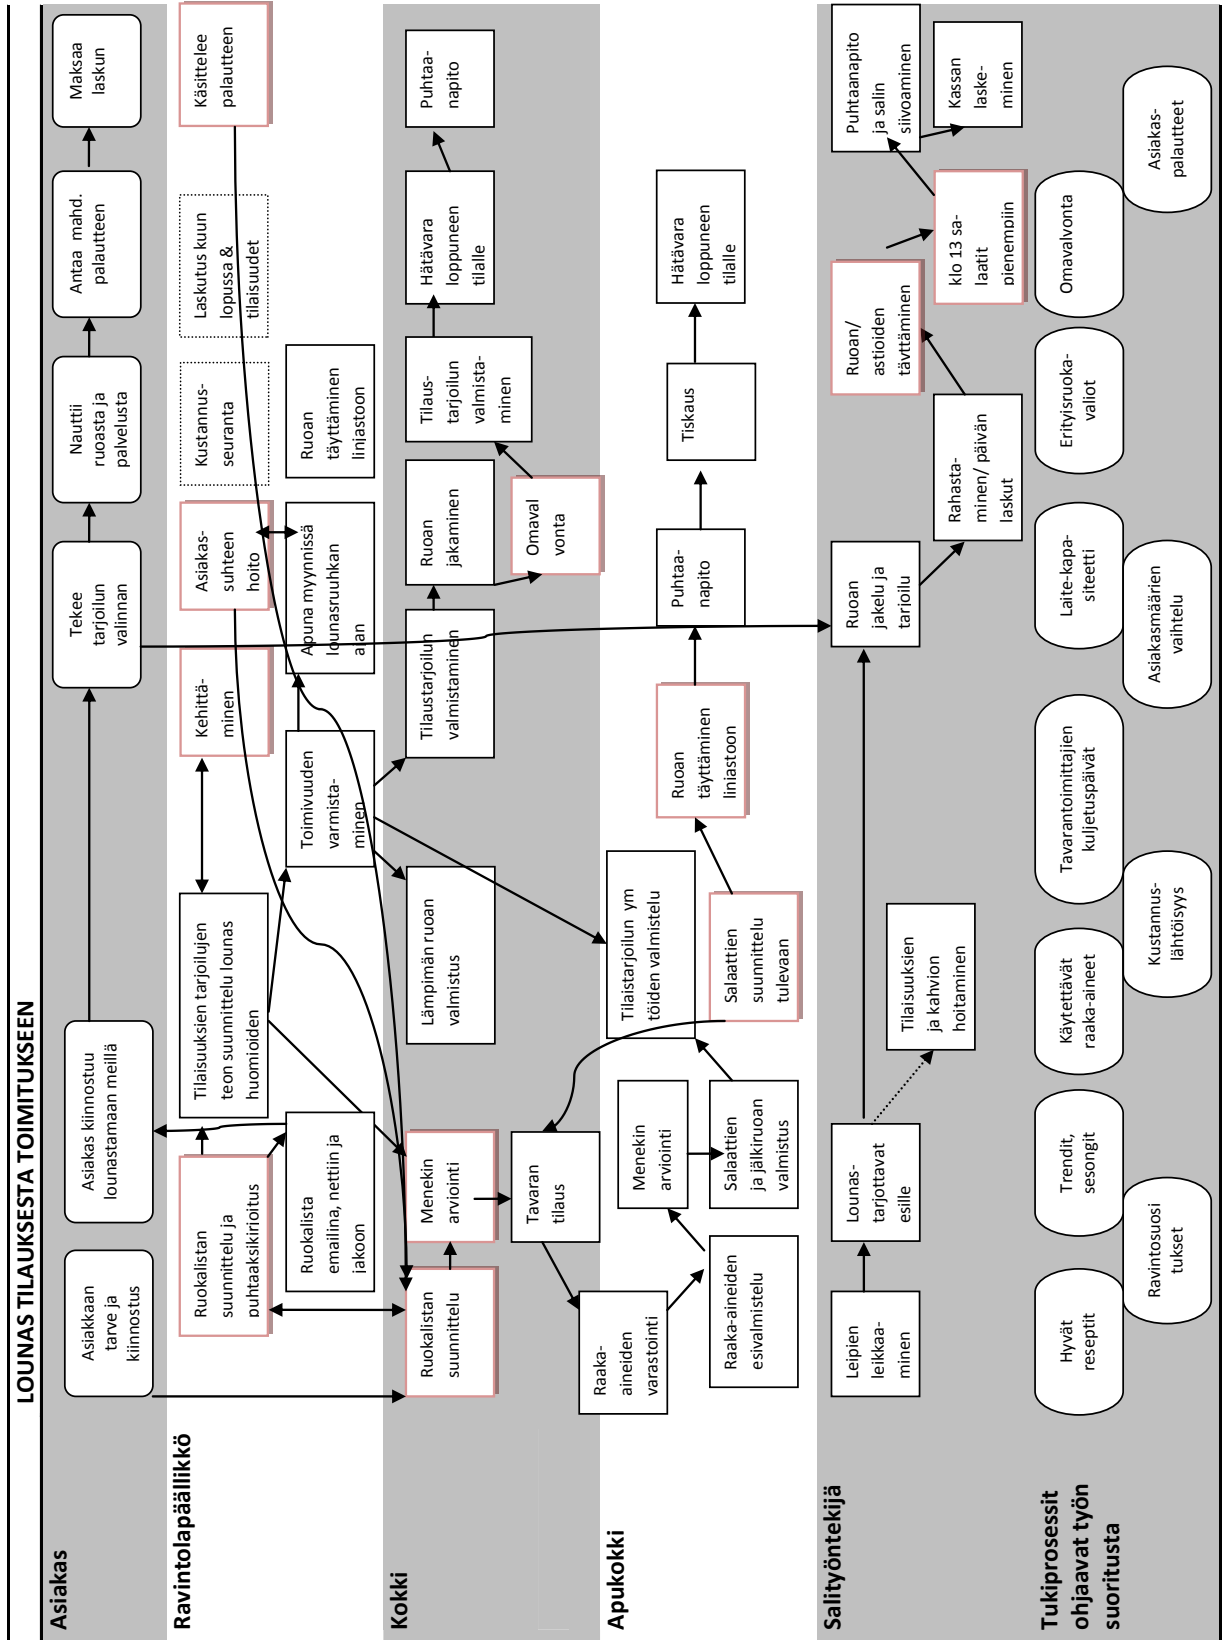 LOUNAS TILAUKSESTA TOIMITUKSEEN
Asiakas
Asiakkaan
tarve ja
kiinnostus
Asiakas kiinnostuu
lounastamaan meillä
Tekee
tarjoilun
valinnan
Nauttii
ruoasta ja
palvelusta
Antaa mahd.
palautteen
Maksaa
laskun
Ravintolapäällikkö
Ruokalistan
suunnittelu ja
puhtaaksikirjoitus
Tilaisuuksien tarjoilujen
teon suunnittelu lounas
huomioiden
Kehittä-
minen
Asiakas-
suhteen
hoito
Kustannus-
seuranta
Laskutus kuun
lopussa &
tilaisuudet
Käsittelee
palautteen
Ruokalista
emailina, nettiin ja
jakoon
Toimivuuden
varmista-
minen
Apuna myynnissä
lounasruuhkan
ajan
Ruoan
täyttäminen
linjastoon
Kokki
Ruokalistan
suunnittelu
Menekin
arviointi
Lämpimän ruoan
valmistus
Tilaustarjoilun
valmistaminen
Ruoan
jakaminen
Tilaus-
tarjoilun
valmista-
minen
Hätävara
loppuneen
tilalle
Puhtaa-
napito
Tavaran
tilaus
Omaval
vonta
Apukokki
Raaka-
aineiden
varastointi
Raaka-aineiden
esivalmistelu
Menekin
arviointi
Salaattien
ja jälkiruoan
valmistus
Tilaistarjoilun ym
töiden valmistelu
Salaattien
suunnittelu
tulevaan
Ruoan
täyttäminen
liniastoon
Puhtaa-
napito
Tiskaus
Hätävara
loppuneen
tilalle
Salityöntekijä
Leipien
leikkaa-
minen
Lounas-
tarjottavat
esille
Tilaisuuksien
ja kahvion
hoitaminen
Ruoan
jakelu ja
tarioilu
Rahasta-
minen/ päivän
laskut
Ruoan/
astioiden
täyttäminen
klo 13 sa-
laatit
pienempiin
Puhtaanapito
ja salin
siivoaminen
Kassan
laske-
minen
Tukiprosessit
ohjaavat työn
suoritusta
Hyvät
reseptit
Ravintosuosi
tukset
Trendit,
sesongit
Käytettävät
raaka-aineet
Kustannus-
lähtöisyys
Tavarantoimittajien
kuljetuspäivät
Asiakasmäärien
vaihtelu
Laite-kapa-
siteetti
Erityisruoka-
valiot
Omavalvonta
Asiakas-
palautteet